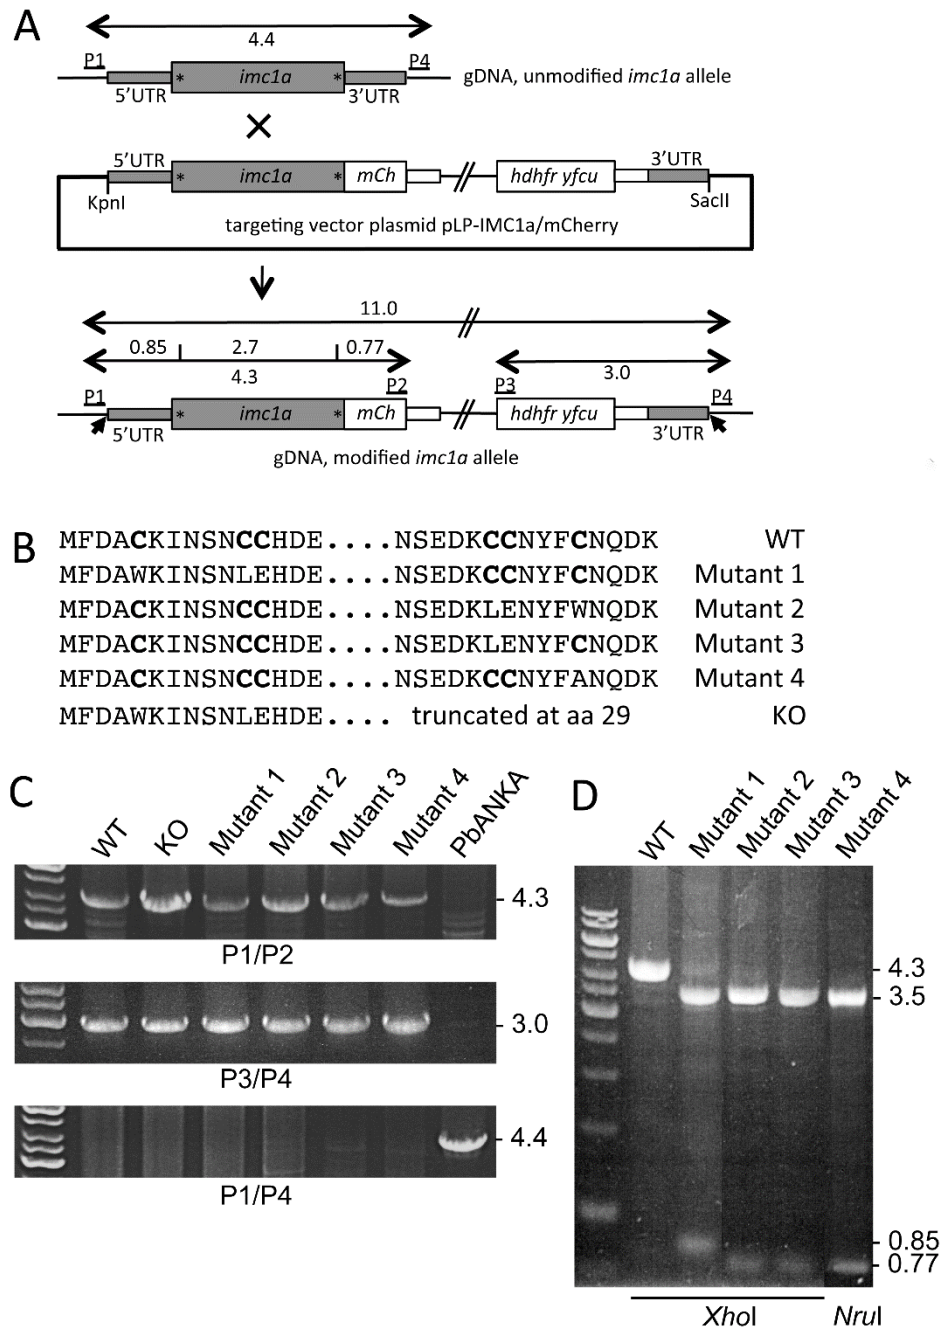 A
4.4
P1
P4
* imc1a *
gDNA, unmodified imc1a allele
5’UTR
3’UTR
5’UTR
3’UTR
* imc1a *
mCh
hdhfr yfcu
KpnI
SacII
targeting vector plasmid pLP-IMC1a/mCherry
11.0
0.85
2.7
0.77
4.3
3.0
P1
P2
P3
P4
* imc1a *
mCh
hdhfr yfcu
5’UTR
3’UTR
gDNA, modified imc1a allele
B
MFDACKINSNCCHDE....NSEDKCCNYFCNQDK WT
MFDAWKINSNLEHDE....NSEDKCCNYFCNQDK Mutant 1
MFDACKINSNCCHDE....NSEDKLENYFWNQDK Mutant 2
MFDACKINSNCCHDE....NSEDKLENYFCNQDK Mutant 3
MFDACKINSNCCHDE....NSEDKCCNYFANQDK Mutant 4
MFDAWKINSNLEHDE.... truncated at aa 29 KO
C
WT
KO
Mutant 1
Mutant 2
Mutant 3
Mutant 4
PbANKA
4.3
P1/P2
3.0
P3/P4
4.4
P1/P4
D
WT
Mutant 1
Mutant 2
Mutant 3
Mutant 4
4.3
3.5
0.85
0.77
XhoI
NruI